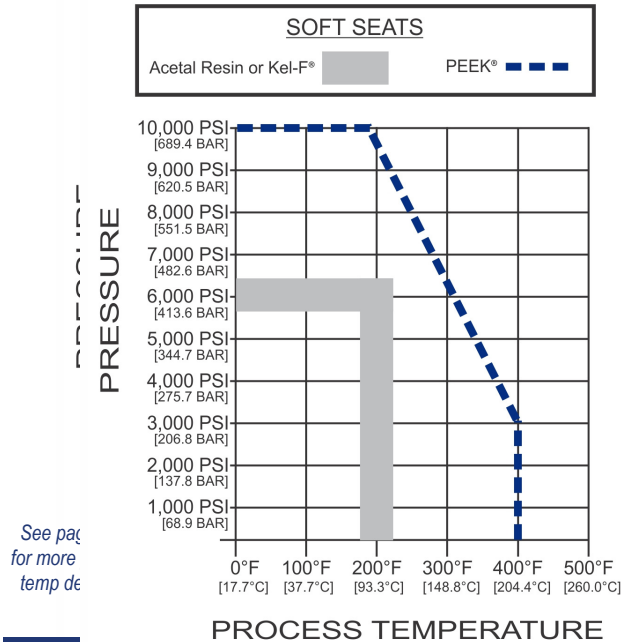 SOFT SEATS
Acetal Resin or Kel-F®
PEEK®
PRESSURE
10,000 PSI
[689.4 BAR]
9,000 PSI
[620.5 BAR]
8,000 PSI
[551.5 BAR]
7,000 PSI
[482.6 BAR]
6,000 PSI
[413.6 BAR]
5,000 PSI
[344.7 BAR]
4,000 PSI
[275.7 BAR]
3,000 PSI
[206.8 BAR]
2,000 PSI
[137.8 BAR]
1,000 PSI
[68.9 BAR]
See
for more
temp
0°F 100°F 200°F 300°F 400°F 500°F
[17.7°C] [37.7°C] [93.3°C] [148.8°C] [204.4°C] [260.0°C]
PROCESS TEMPERATURE